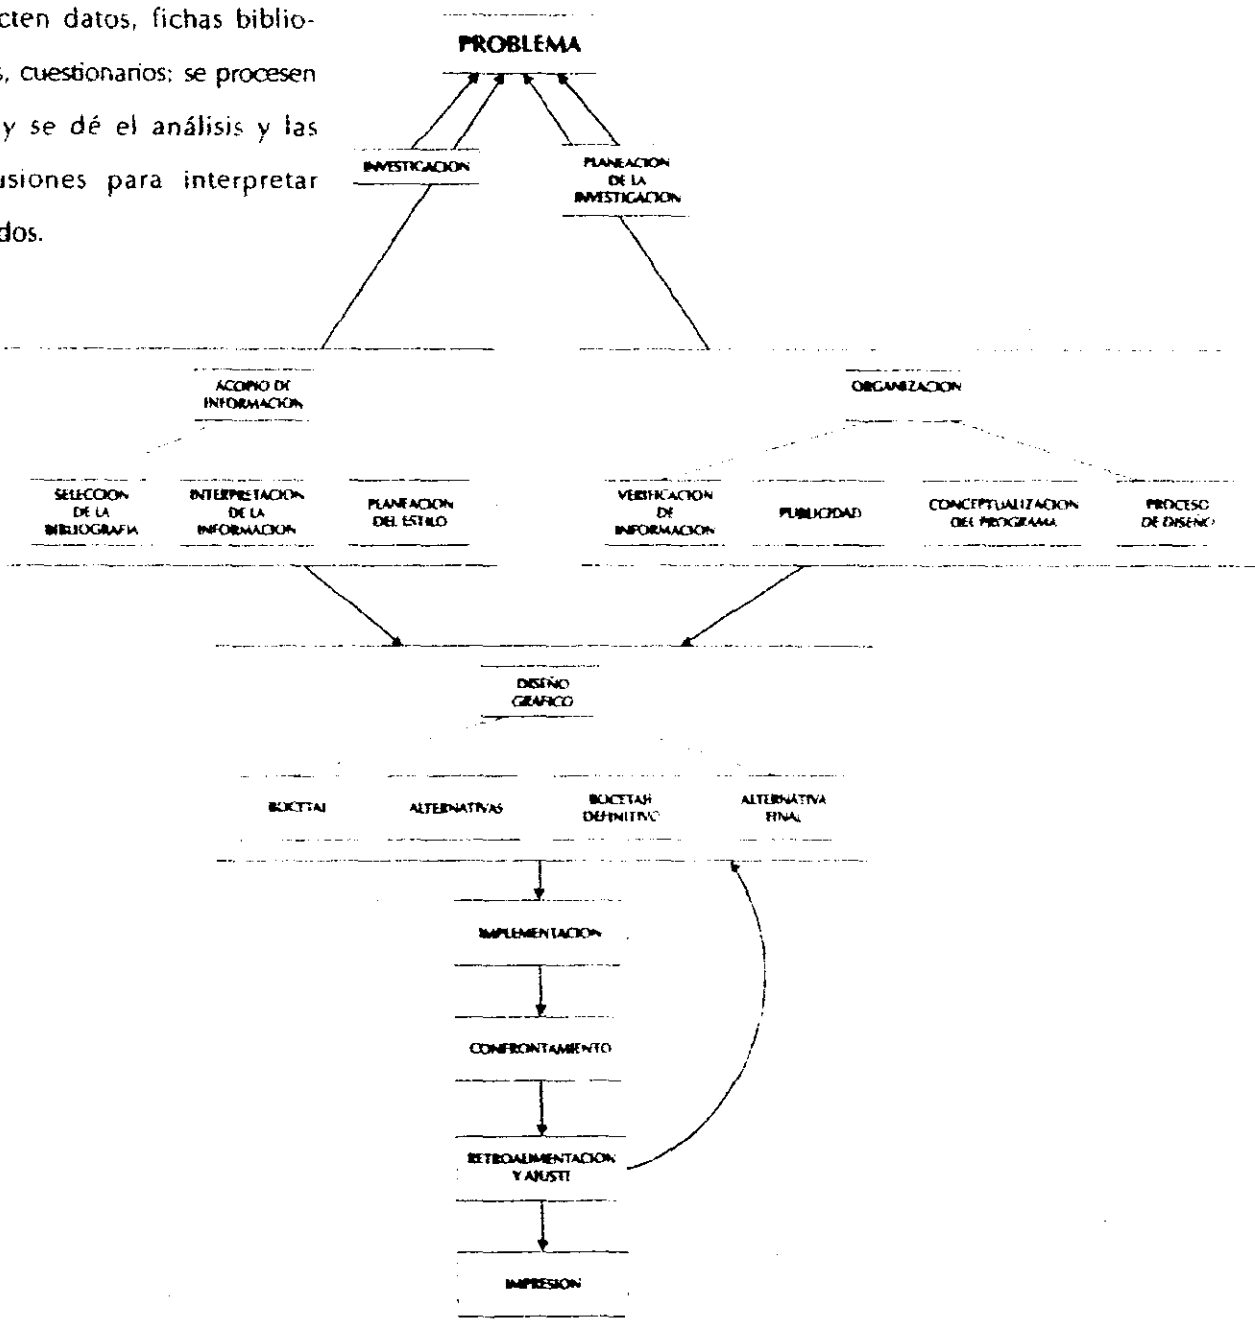 cten datos, fichas biblio-
s, cuestionarios; se procesen
y se dé el análisis y las
usiones para interpretar
dos.
PROBLEMA
INVESTIGACION
PLANEACION
DE LA
INVESTIGACION
ACOPIO DE
INFORMACION
ORGANIZACION
SELECCION
DE LA
BIBLIOGRAFIA
INTERPRETACION
DE LA
INFORMACION
PLANEACION
DEL ESTILO
VERIFICACION
DE
INFORMACION
PUBLICIDAD
CONCEPTUALIZACION
DEL PROGRAMA
PROCESO
DE DISEÑO
DISEÑO
GRAFICO
BOCETAJ
ALTERNATIVAS
BOCETAJE
DEFINITIVO
ALTERNATIVA
FINAL
IMPLEMENTACION
CONFRONTAMIENTO
RETROALIMENTACION
Y AJUSTE
IMPRESION